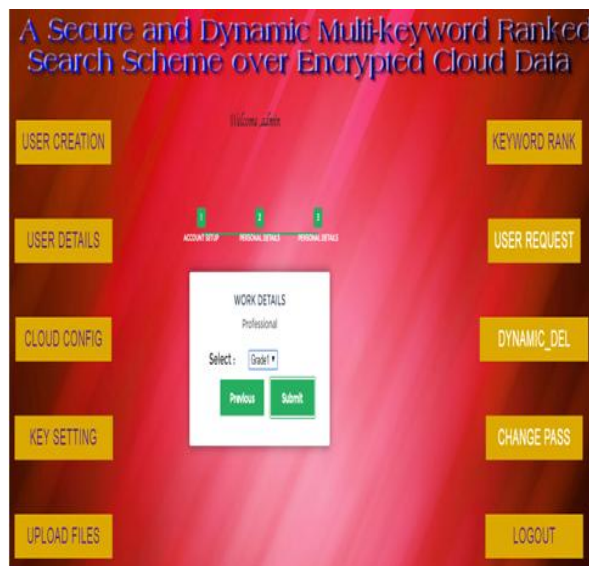 A Secure and Dynamic Multi-keyword Ranked
Search Scheme over Encrypted Cloud Data
Welcome ,admin
USER CREATION
KEYWORD RANK
1 2 3
ACCOUNT SETUP PERSONAL DETAILS PERSONAL DETAILS
USER DETAILS
USER REQUEST
WORK DETAILS
Professional
Select : Grade1
Previous Submit
CLOUD CONFIG
DYNAMIC_DEL
KEY SETTING
CHANGE PASS
UPLOAD FILES
LOGOUT